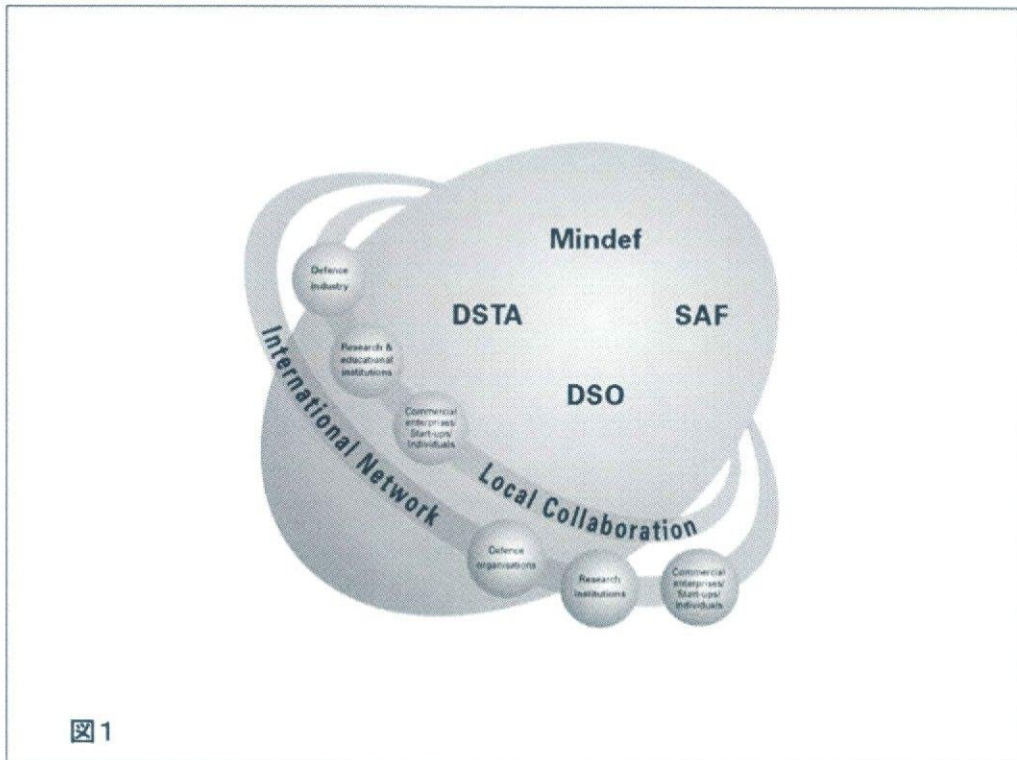 Mindef
DSTA
SAF
DSO
Defence
industry
Research &
educational
institutions
Commercial
enterprises/
Start-ups/
Individuals
Local Collaboration
International Network
Defence
organisations
Research
institutions
Commercial
enterprises/
Start-ups/
Individuals
図1